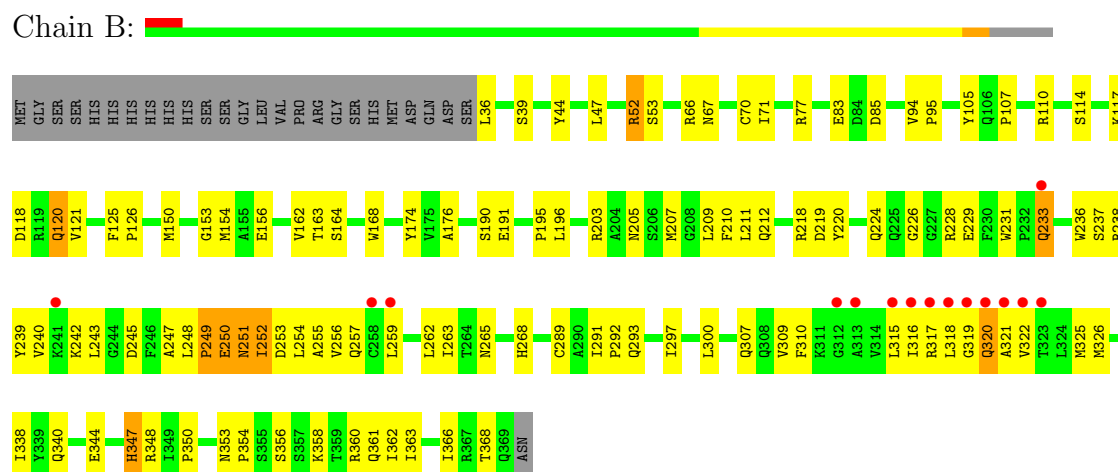 Chain B:
MET GLY SER SER HIS HIS HIS HIS HIS HIS SER SER GLY LEU VAL PRO ARG GLY SER HIS MET ASP GLN ASP SER L36 S39 Y44 L47 R52 S53 R66 N67 C70 I71 R77 E83 D84 D85 V94 P95 Y105 Q106 P107 R110 S114 K117
D118 R119 Q120 V121 F125 P126 M150 G153 M154 A155 E156 V162 T163 S164 W168 Y174 V175 A176 S190 E191 P195 L196 R203 A204 N205 S206 M207 G208 L209 F210 L211 Q212 R218 D219 Y220 Q224 Q225 G226 G227 R228 E229 F230 W231 P232 Q233 W236 S237
Y239 V240 K241 K242 L243 G244 D245 F246 A247 L248 P249 E250 N251 I252 D253 L254 A255 V256 Q257 C258 L259 L262 I263 T264 N265 H268 C289 A290 I291 P292 Q293 I297 L300 Q307 Q308 V309 F310 K311 G312 A313 V314 L315 I316 R317 L318 G319 Q320 A321 V322 T323 L324 M325 M326
I338 Y339 Q340 E344 H347 R348 I349 P350 N353 P354 S355 S356 S357 K358 T359 R360 Q361 I362 I363 I366 R367 T368 Q369 ASN